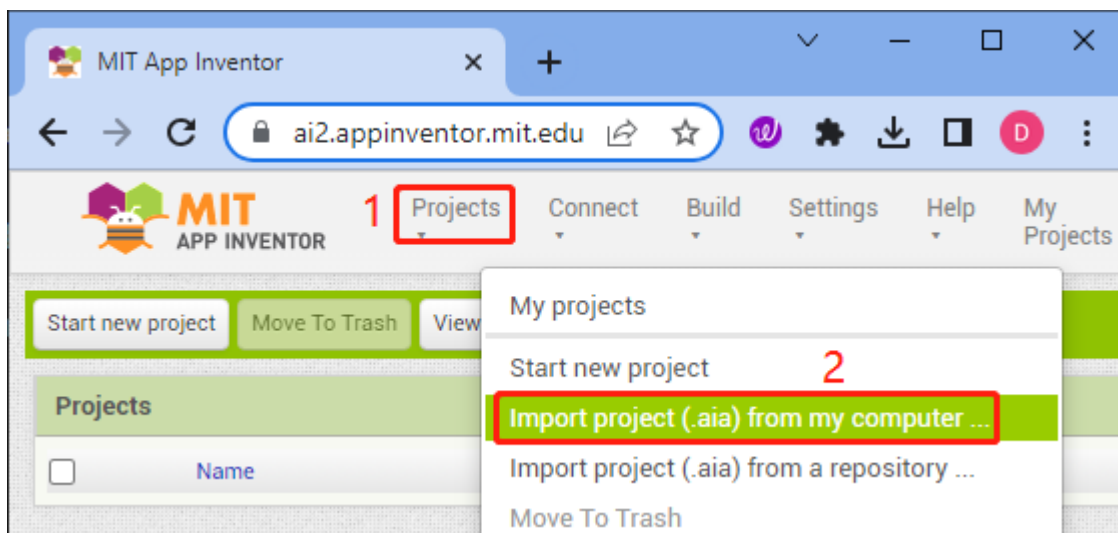 MIT App Inventor
ai2.appinventor.mit.edu
D
MIT
APP INVENTOR
1
Projects
Connect
Build
Settings
Help
My
Projects
Start new project
Move To Trash
View
My projects
Start new project
2
Projects
Import project (.aia) from my computer ...
Name
Import project (.aia) from a repository ...
Move To Trash